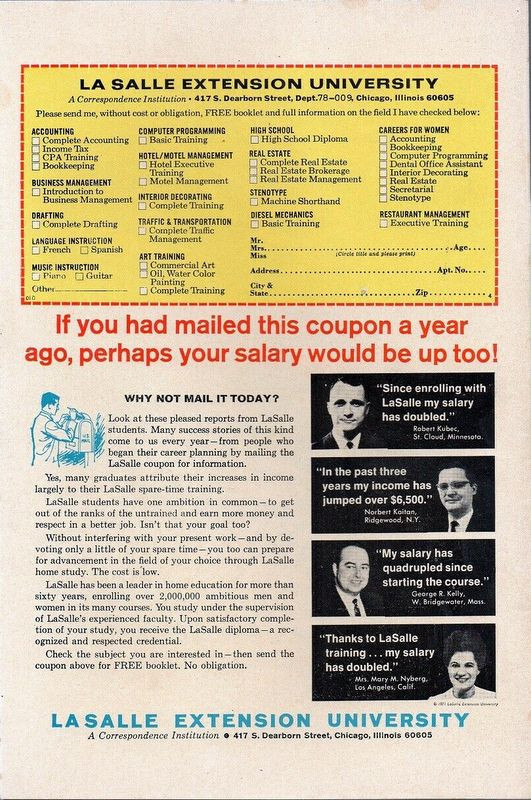 LA SALLE EXTENSION UNIVERSITY
A Correspondence Institution • 417 S. Dearborn Street, Dept.78-009, Chicago, Illinois 60605
Please send me, without cost or obligation, FREE booklet and full information on the field I have checked below:
ACCOUNTING
Complete Accounting
Income Tax
CPA Training
Bookkeeping
BUSINESS MANAGEMENT
Introduction to
Business Management
DRAFTING
Complete Drafting
LANGUAGE INSTRUCTION
French Spanish
MUSIC INSTRUCTION
Piano Guitar
Other
COMPUTER PROGRAMMING
Basic Training
HOTEL/MOTEL MANAGEMENT
Hotel Executive
Training
Motel Management
INTERIOR DECORATING
Complete Training
TRAFFIC & TRANSPORTATION
Complete Traffic
Management
ART TRAINING
Commercial Art
Oil, Water Color
Painting
Complete Training
HIGH SCHOOL
High School Diploma
REAL ESTATE
Complete Real Estate
Real Estate Brokerage
Real Estate Management
STENOTYPE
Machine Shorthand
DIESEL MECHANICS
Basic Training
CAREERS FOR WOMEN
Accounting
Bookkeeping
Computer Programming
Dental Office Assistant
Interior Decorating
Real Estate
Secretarial
Stenotype
RESTAURANT MANAGEMENT
Executive Training
Mr.
Mrs. Age
Miss (Circle title and please print)
Address Apt. No.
City &
State Zip
4
If you had mailed this coupon a year
ago, perhaps your salary would be up too!
WHY NOT MAIL IT TODAY?
Look at these pleased reports from LaSalle
students. Many success stories of this kind
come to us every year—from people who
began their career planning by mailing the
LaSalle coupon for information.
Yes, many graduates attribute their increases in income
largely to their LaSalle spare-time training.
LaSalle students have one ambition in common—to get
out of the ranks of the untrained and earn more money and
respect in a better job. Isn't that your goal too?
Without interfering with your present work—and by de-
voting only a little of your spare time—you too can prepare
for advancement in the field of your choice through LaSalle
home study. The cost is low.
LaSalle has been a leader in home education for more than
sixty years, enrolling over 2,000,000 ambitious men and
women in its many courses. You study under the supervision
of LaSalle's experienced faculty. Upon satisfactory comple-
tion of your study, you receive the LaSalle diploma—a rec-
ognized and respected credential.
Check the subject you are interested in—then send the
coupon above for FREE booklet. No obligation.
"Since enrolling with
LaSalle my salary
has doubled."
Robert Kubec,
St. Cloud, Minnesota.
"In the past three
years my income has
jumped over $6,500."
Norbert Kaitan,
Ridgewood, N.Y.
"My salary has
quadrupled since
starting the course."
George R. Kelly,
W. Bridgewater, Mass.
"Thanks to LaSalle
training . . . my salary
has doubled."
Mrs. Mary M. Nyberg,
Los Angeles, Calif.
© 1971 LaSalle Extension University
LA SALLE EXTENSION UNIVERSITY
A Correspondence Institution • 417 S. Dearborn Street, Chicago, Illinois 60605